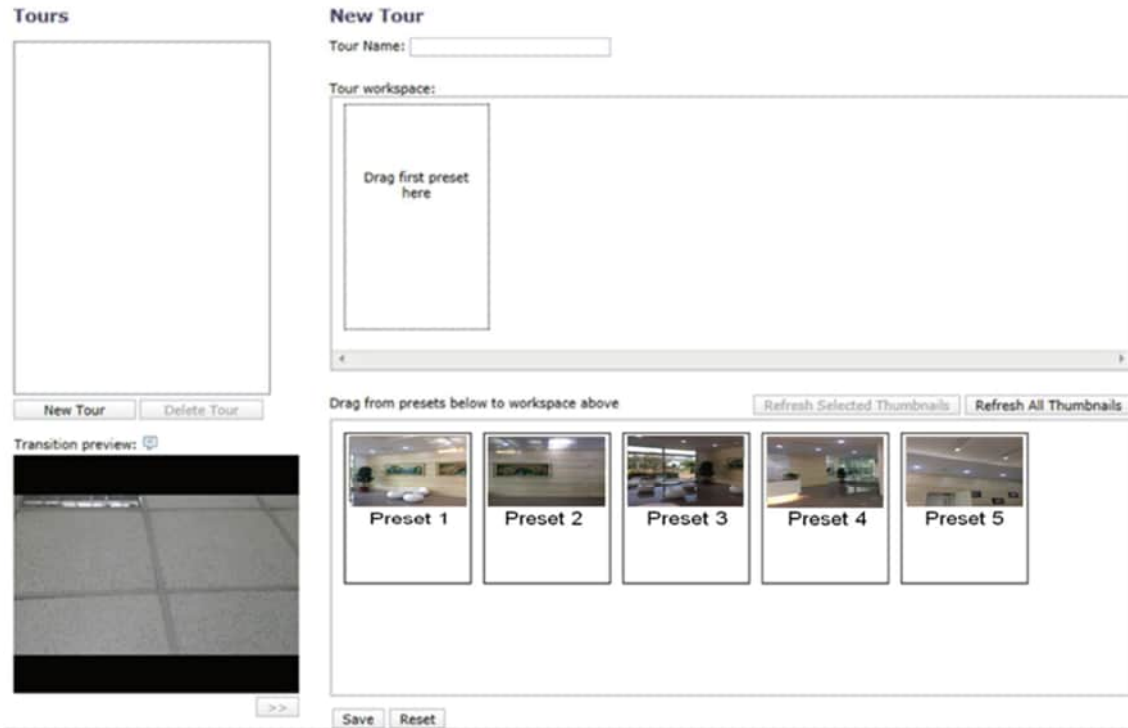 Tours
New Tour
Tour Name:
Tour workspace:
Drag first preset
here
New Tour
Delete Tour
Drag from presets below to workspace above
Refresh Selected Thumbnails
Refresh All Thumbnails
Transition preview:
Preset 1
Preset 2
Preset 3
Preset 4
Preset 5
>>
Save
Reset